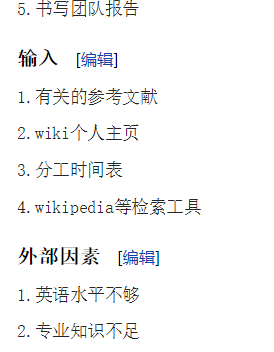 5.书写团队报告
输入 [编辑]
1.有关的参考文献
2.wiki个人主页
3.分工时间表
4.wikipedia等检索工具
外部因素 [编辑]
1.英语水平不够
2.专业知识不足